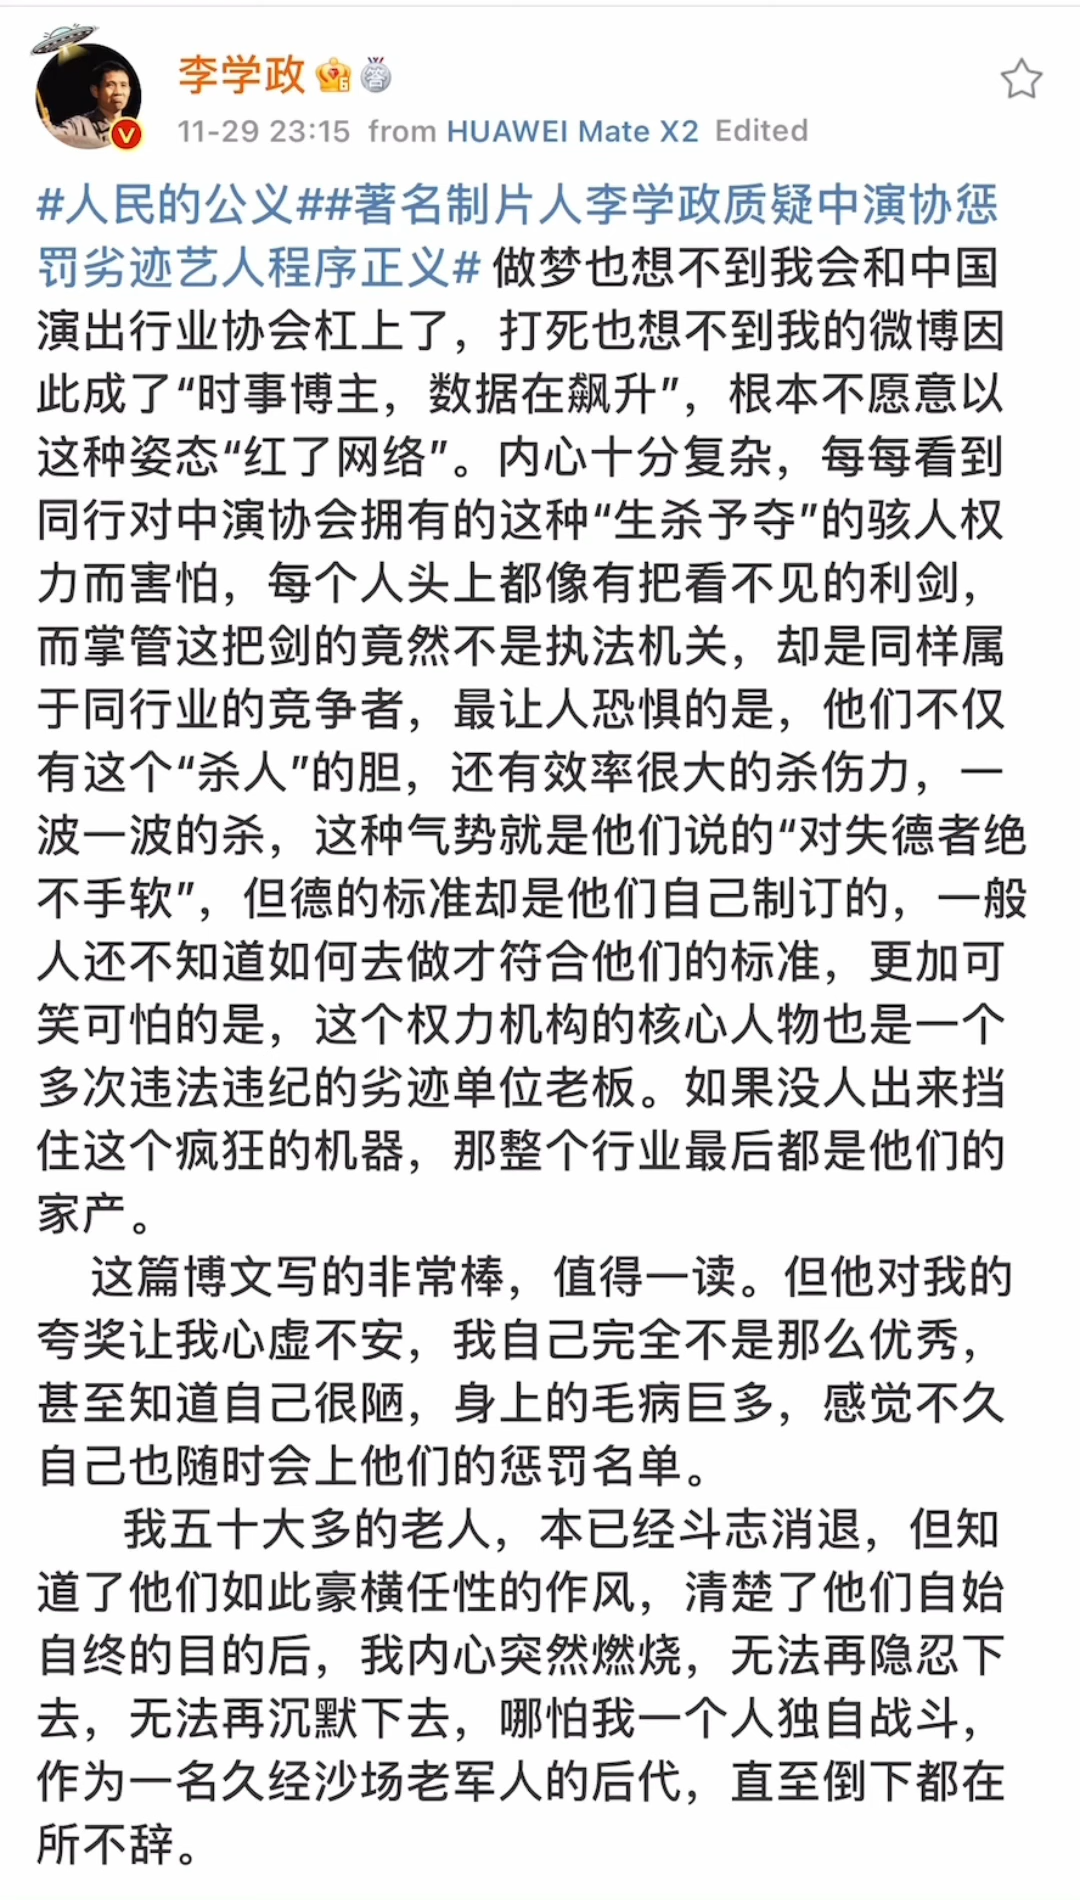 李学政
11-29 23:15 from HUAWEI Mate X2 Edited
#人民的公义##著名制片人李学政质疑中演协惩
罚劣迹艺人程序正义# 做梦也想不到我会和中国
演出行业协会杠上了，打死也想不到我的微博因
此成了“时事博主，数据在飙升”，根本不愿意以
这种姿态“红了网络”。内心十分复杂，每每看到
同行对中演协会拥有的这种“生杀予夺”的骇人权
力而害怕，每个人头上都像有把看不见的利剑，
而掌管这把剑的竟然不是执法机关，却是同样属
于同行业的竞争者，最让人恐惧的是，他们不仅
有这个“杀人”的胆，还有效率很大的杀伤力，一
波一波的杀，这种气势就是他们说的“对失德者绝
不手软”，但德的标准却是他们自己制订的，一般
人还不知道如何去做才符合他们的标准，更加可
笑可怕的是，这个权力机构的核心人物也是一个
多次违法违纪的劣迹单位老板。如果没人出来挡
住这个疯狂的机器，那整个行业最后都是他们的
家产。
这篇博文写的非常棒，值得一读。但他对我的
夸奖让我心虚不安，我自己完全不是那么优秀，
甚至知道自己很陋，身上的毛病巨多，感觉不久
自己也随时会上他们的惩罚名单。
我五十大多的老人，本已经斗志消退，但知
道了他们如此豪横任性的作风，清楚了他们自始
自终的目的后，我内心突然燃烧，无法再隐忍下
去，无法再沉默下去，哪怕我一个人独自战斗，
作为一名久经沙场老军人的后代，直至倒下都在
所不辞。